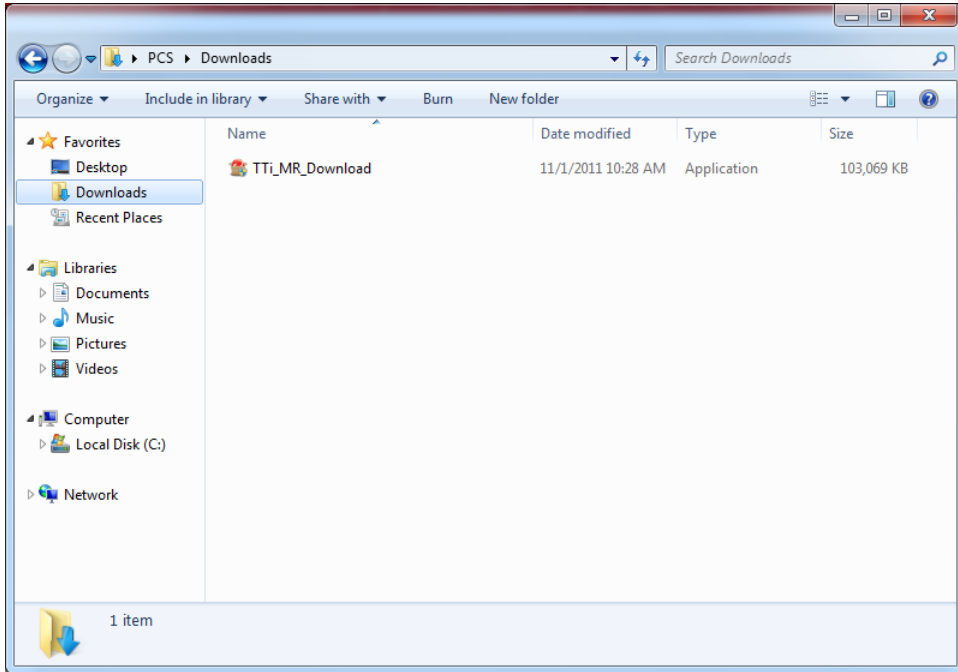 PCS Downloads
Search Downloads
Organize Include in library Share with Burn New folder
Name Date modified Type Size
TTi_MR_Download 11/1/2011 10:28 AM Application 103,069 KB
Favorites
Desktop
Downloads
Recent Places
Libraries
Documents
Music
Pictures
Videos
Computer
Local Disk (C:)
Network
1 item